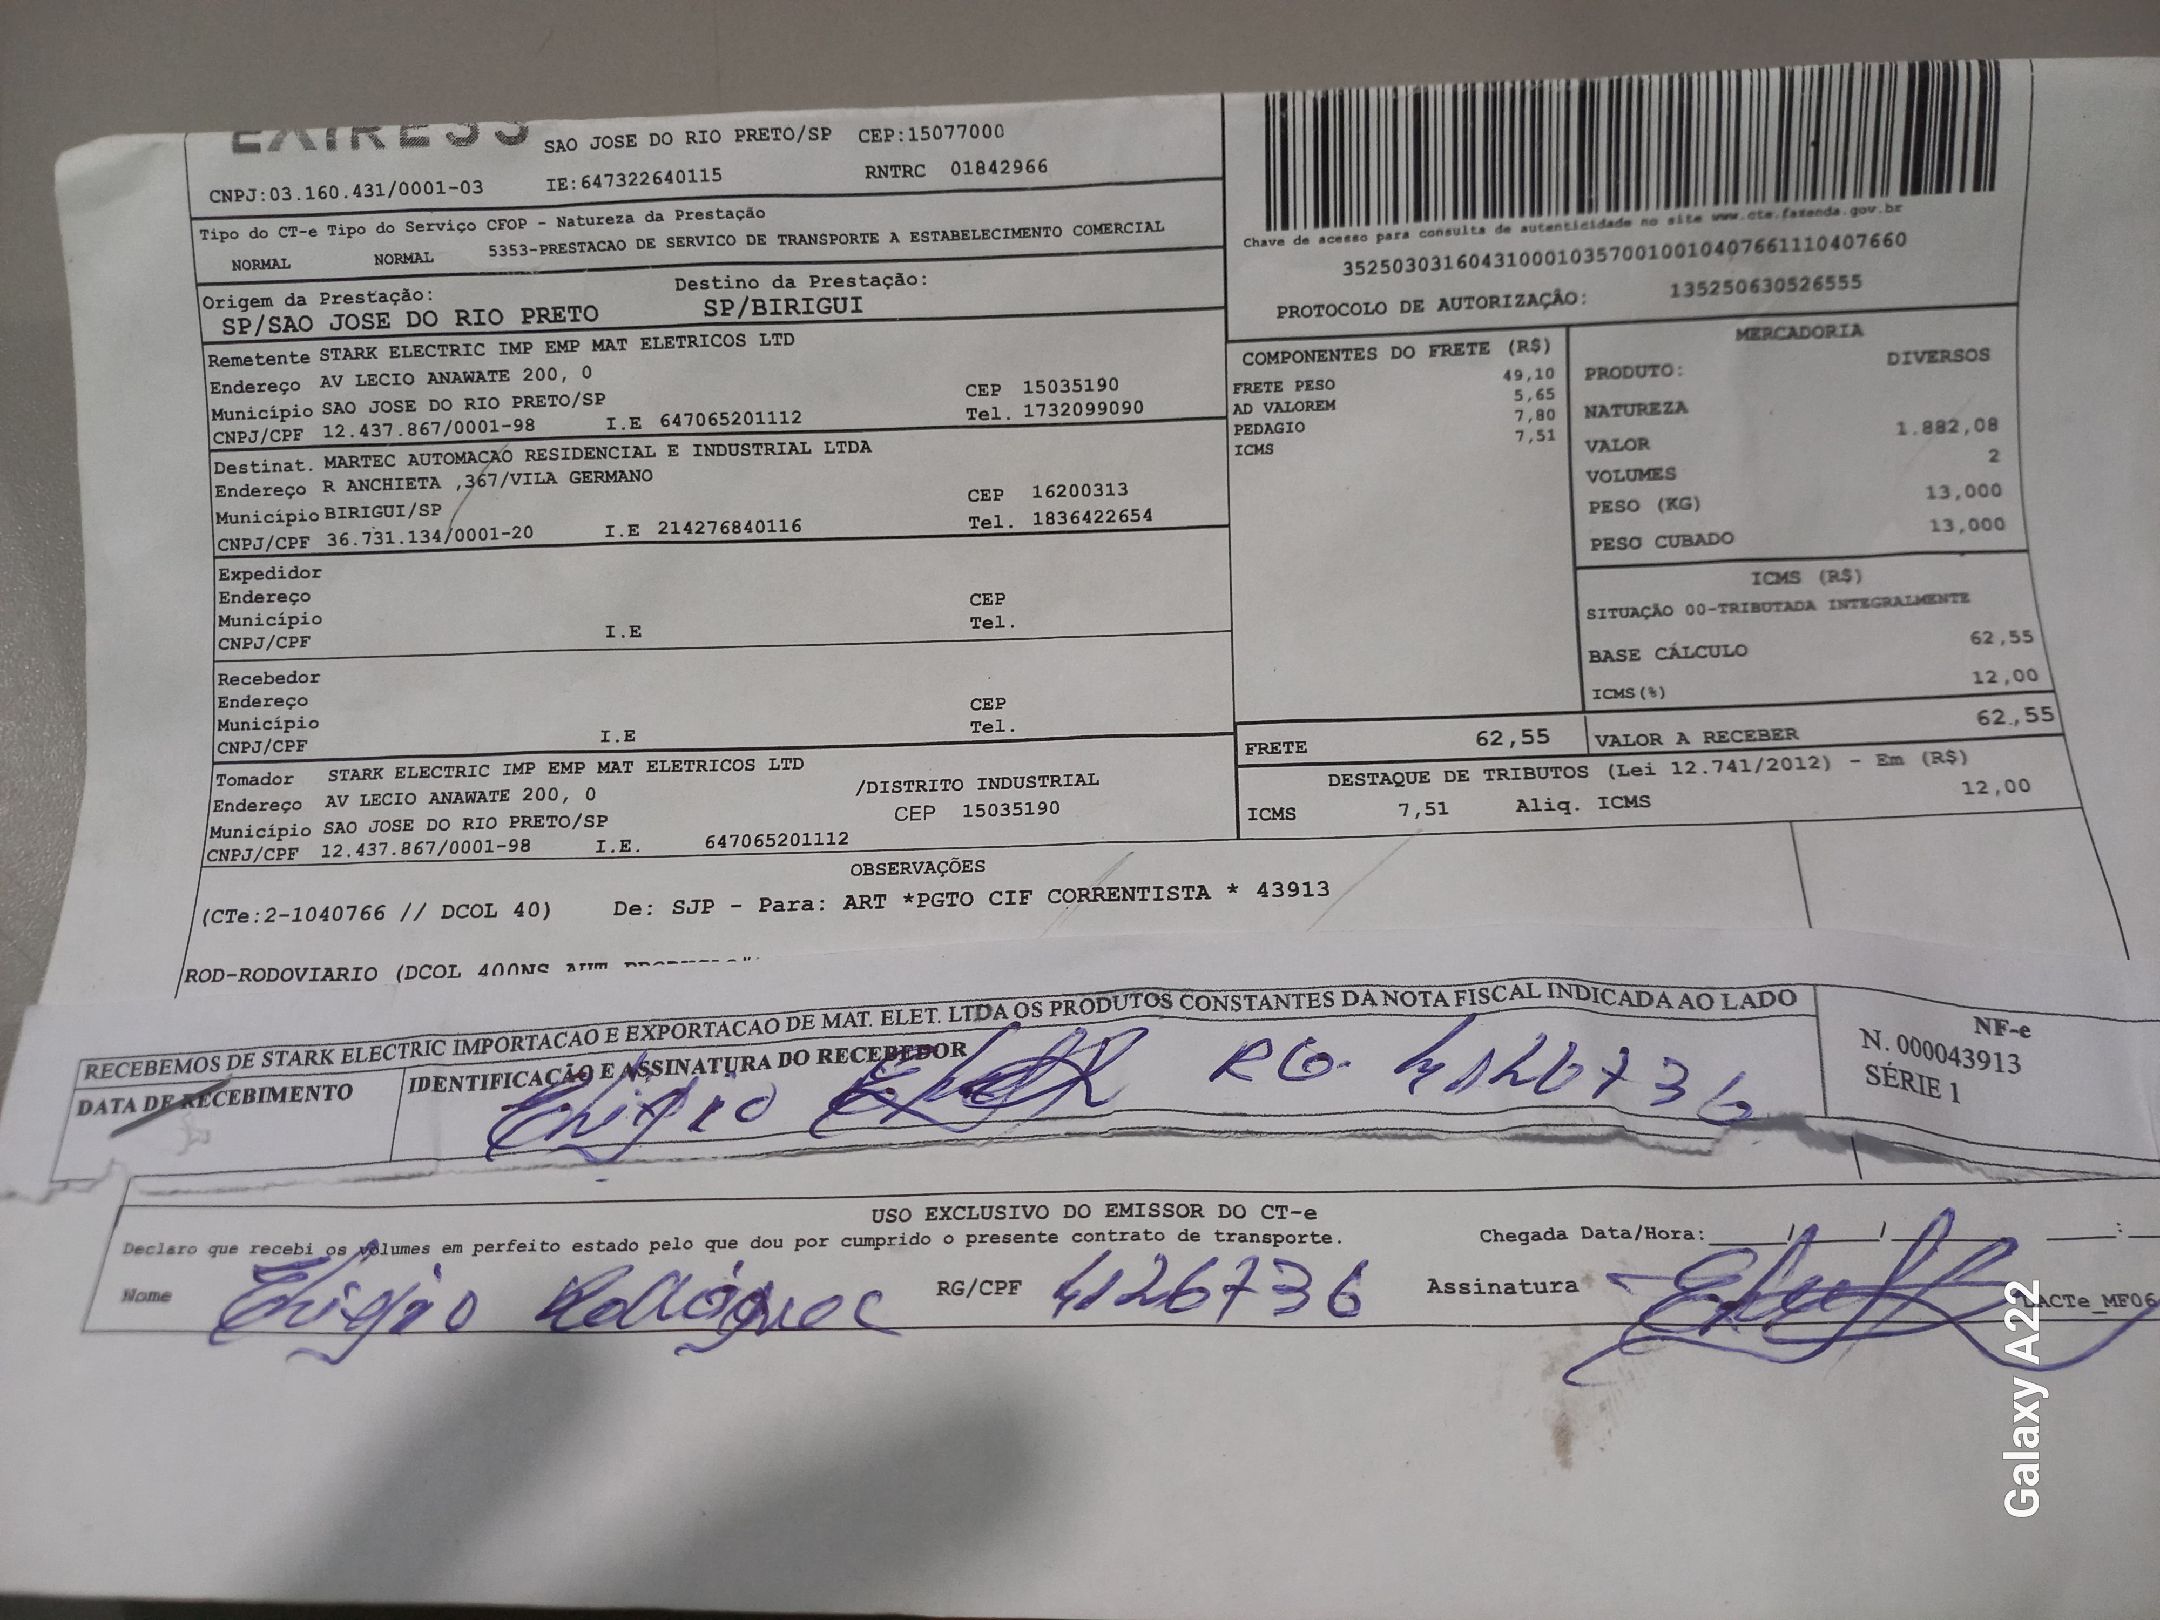 EXPRESS SAO JOSE DO RIO PRETO/SP CEP:15077000
CNPJ:03.160.431/0001-03 IE:647322640115 RNTRC 01842966
Tipo do CT-e Tipo do Serviço CFOP - Natureza da Prestação
NORMAL NORMAL 5353-PRESTACAO DE SERVICO DE TRANSPORTE A ESTABELECIMENTO COMERCIAL
Origem da Prestação: Destino da Prestação:
SP/SAO JOSE DO RIO PRETO SP/BIRIGUI
Remetente STARK ELECTRIC IMP EMP MAT ELETRICOS LTD
Endereço AV LECIO ANAWATE 200, 0
Município SAO JOSE DO RIO PRETO/SP CEP 15035190
CNPJ/CPF 12.437.867/0001-98 I.E 647065201112 Tel. 1732099090
Destinat. MARTEC AUTOMACAO RESIDENCIAL E INDUSTRIAL LTDA
Endereço R ANCHIETA ,367/VILA GERMANO
Município BIRIGUI/SP CEP 16200313
CNPJ/CPF 36.731.134/0001-20 I.E 214276840116 Tel. 1836422654
Expedidor
Endereço
Município CEP
CNPJ/CPF I.E Tel.
Recebedor
Endereço
Município CEP
CNPJ/CPF I.E Tel.
Tomador STARK ELECTRIC IMP EMP MAT ELETRICOS LTD
Endereço AV LECIO ANAWATE 200, 0 /DISTRITO INDUSTRIAL
Município SAO JOSE DO RIO PRETO/SP CEP 15035190
CNPJ/CPF 12.437.867/0001-98 I.E. 647065201112
Chave de acesso para consulta de autenticidade no site www.cte.fazenda.gov.br
35250303160431000103570010010407661110407660
PROTOCOLO DE AUTORIZAÇÃO: 135250630526555
COMPONENTES DO FRETE (R$)
FRETE PESO 49,10
AD VALOREM 5,65
PEDAGIO 7,80
ICMS 7,51
MERCADORIA
PRODUTO: DIVERSOS
NATUREZA
VALOR 1.882,08
VOLUMES 2
PESO (KG) 13,000
PESO CUBADO 13,000
ICMS (R$)
SITUAÇÃO 00-TRIBUTADA INTEGRALMENTE
BASE CÁLCULO 62,55
ICMS(%) 12,00
FRETE 62,55 VALOR A RECEBER 62,55
DESTAQUE DE TRIBUTOS (Lei 12.741/2012) - Em (R$)
ICMS 7,51 Aliq. ICMS 12,00
OBSERVAÇÕES
(CTe:2-1040766 // DCOL 40) De: SJP - Para: ART *PGTO CIF CORRENTISTA * 43913
ROD-RODOVIARIO (DCOL
RECEBEMOS DE STARK ELECTRIC IMPORTACAO E EXPORTACAO DE MAT. ELET. LTDA OS PRODUTOS CONSTANTES DA NOTA FISCAL INDICADA AO LADO
DATA DE RECEBIMENTO IDENTIFICAÇÃO E ASSINATURA DO RECEBEDOR
RG. 4126736
NF-e
N. 000043913
SÉRIE 1
USO EXCLUSIVO DO EMISSOR DO CT-e
Declaro que recebi os volumes em perfeito estado pelo que dou por cumprido o presente contrato de transporte. Chegada Data/Hora: / / :
Nome RG/CPF 4126736 Assinatura
Galaxy A22